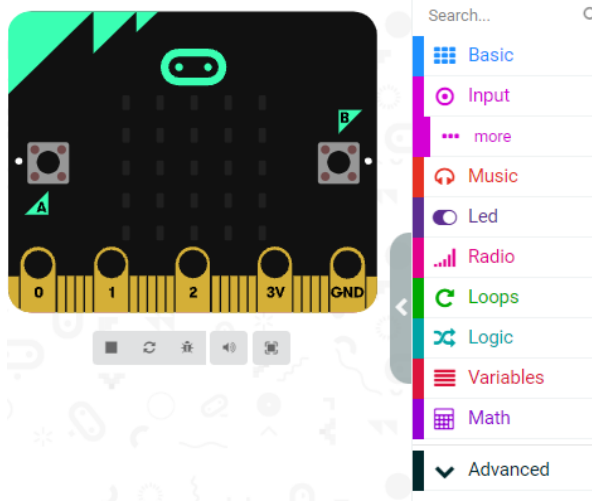 Search...
Basic
Input
more
Music
Led
Radio
Loops
Logic
Variables
Math
Advanced
B
A
0 1 2 3V GND